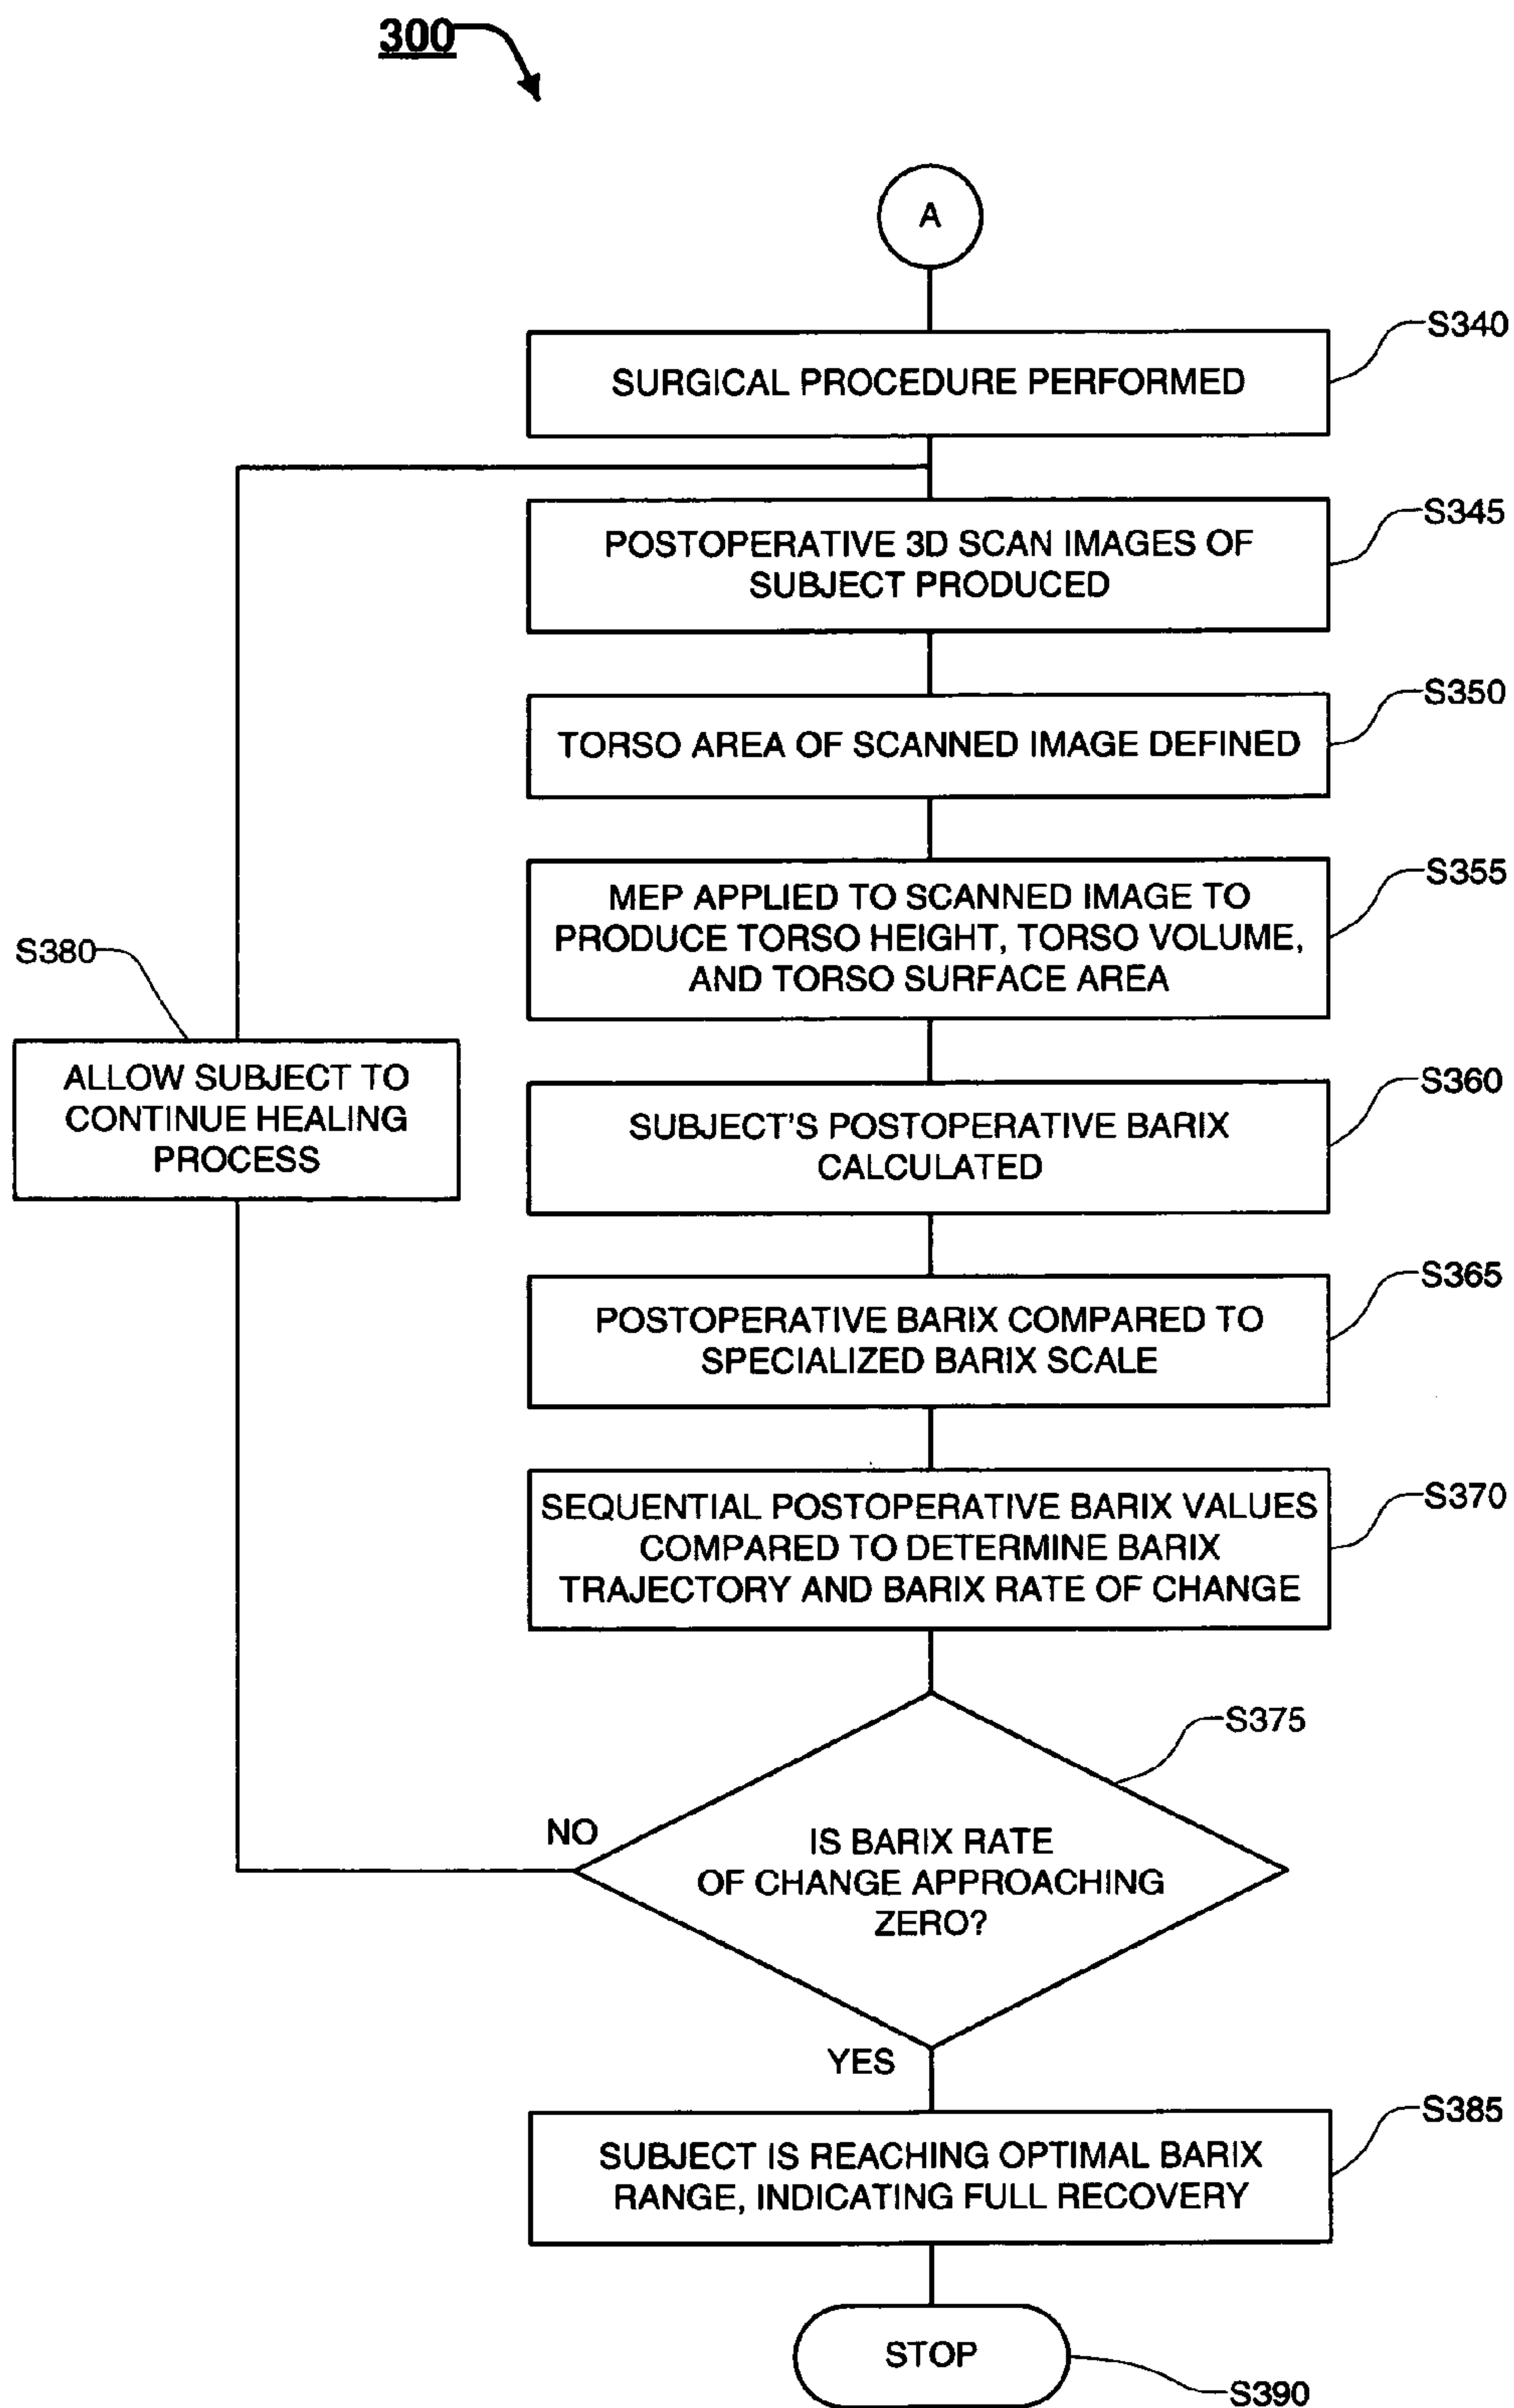 300
A
S340
SURGICAL PROCEDURE PERFORMED
S345
POSTOPERATIVE 3D SCAN IMAGES OF
SUBJECT PRODUCED
S350
TORSO AREA OF SCANNED IMAGE DEFINED
S355
MEP APPLIED TO SCANNED IMAGE TO
PRODUCE TORSO HEIGHT, TORSO VOLUME,
AND TORSO SURFACE AREA
S380
ALLOW SUBJECT TO
CONTINUE HEALING
PROCESS
S360
SUBJECT'S POSTOPERATIVE BARIX
CALCULATED
S365
POSTOPERATIVE BARIX COMPARED TO
SPECIALIZED BARIX SCALE
S370
SEQUENTIAL POSTOPERATIVE BARIX VALUES
COMPARED TO DETERMINE BARIX
TRAJECTORY AND BARIX RATE OF CHANGE
S375
NO
IS BARIX RATE
OF CHANGE APPROACHING
ZERO?
YES
S385
SUBJECT IS REACHING OPTIMAL BARIX
RANGE, INDICATING FULL RECOVERY
STOP
S390